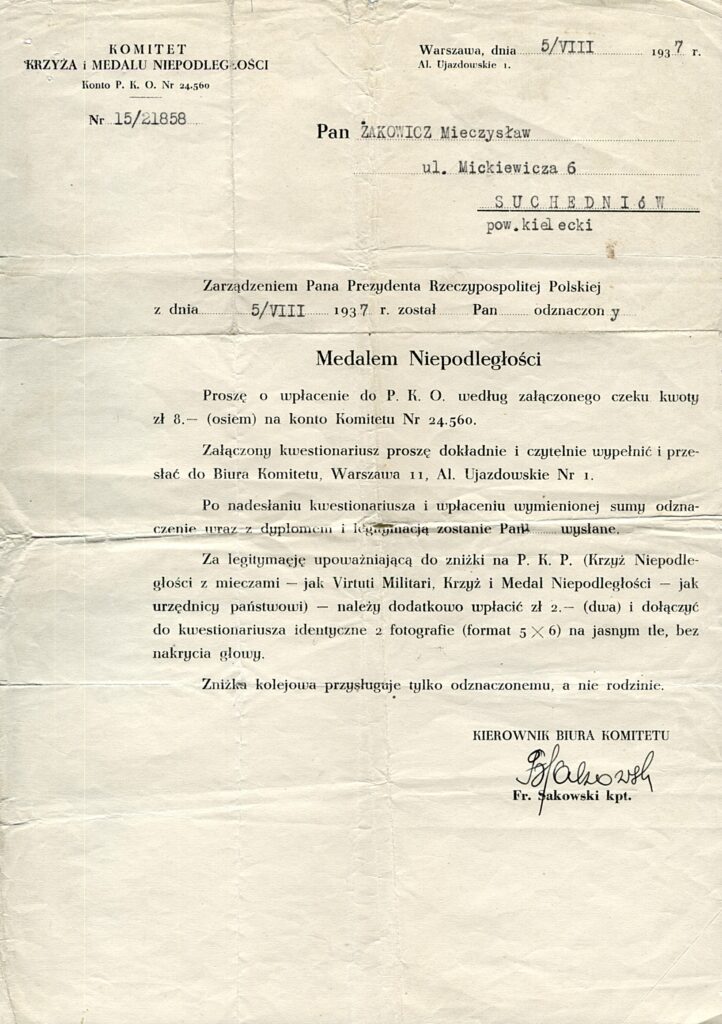 KOMITET
KRZYŻA i MEDALU NIEPODLEGŁOŚCI
Konto P. K. O. Nr 24.560
Nr 15/21858
Warszawa, dnia 5/VIII 1937 r.
Al. Ujazdowskie 1.
Pan ŻAKOWICZ Mieczysław
ul. Mickiewicza 6
SUCHEDNIÓW
pow.kielecki
Zarządzeniem Pana Prezydenta Rzeczypospolitej Polskiej
z dnia 5/VIII 1937 r. został Pan odznaczony
Medalem Niepodległości
Proszę o wpłacenie do P. K. O. według załączonego czeku kwoty
zł 8.— (osiem) na konto Komitetu Nr 24.560.
Załączony kwestionariusz proszę dokładnie i czytelnie wypełnić i prze-
słać do Biura Komitetu, Warszawa 11, Al. Ujazdowskie Nr 1.
Po nadesłaniu kwestionariusza i wpłaceniu wymienionej sumy odzna-
czenie wraz z dyplomem i legitymacją zostanie Panu wysłane.
Za legitymację upoważniającą do zniżki na P. K. P. (Krzyż Niepodle-
głości z mieczami — jak Virtuti Militari, Krzyż i Medal Niepodległości — jak
urzędnicy państwowi) — należy dodatkowo wpłacić zł 2.— (dwa) i dołączyć
do kwestionariusza identyczne 2 fotografie (format 5 × 6) na jasnym tle, bez
nakrycia głowy.
Zniżka kolejowa przysługuje tylko odznaczonemu, a nie rodzinie.
KIEROWNIK BIURA KOMITETU
Fr. Sakowski kpt.